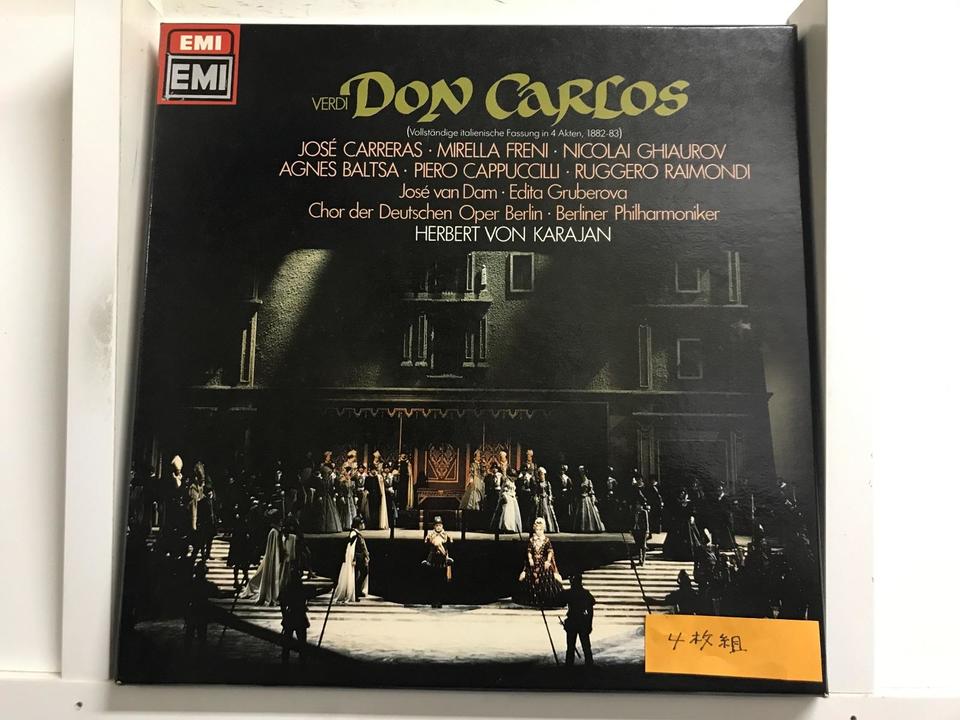 EMI
EMI
VERDI DON CARLOS
(Vollständige italienische Fassung in 4 Akten, 1882-83)
JOSÉ CARRERAS · MIRELLA FRENI · NICOLAI GHIAUROV
AGNES BALTSA · PIERO CAPPUCCILLI · RUGGERO RAIMONDI
José van Dam · Edita Gruberova
Chor der Deutschen Oper Berlin · Berliner Philharmoniker
HERBERT VON KARAJAN
4枚組